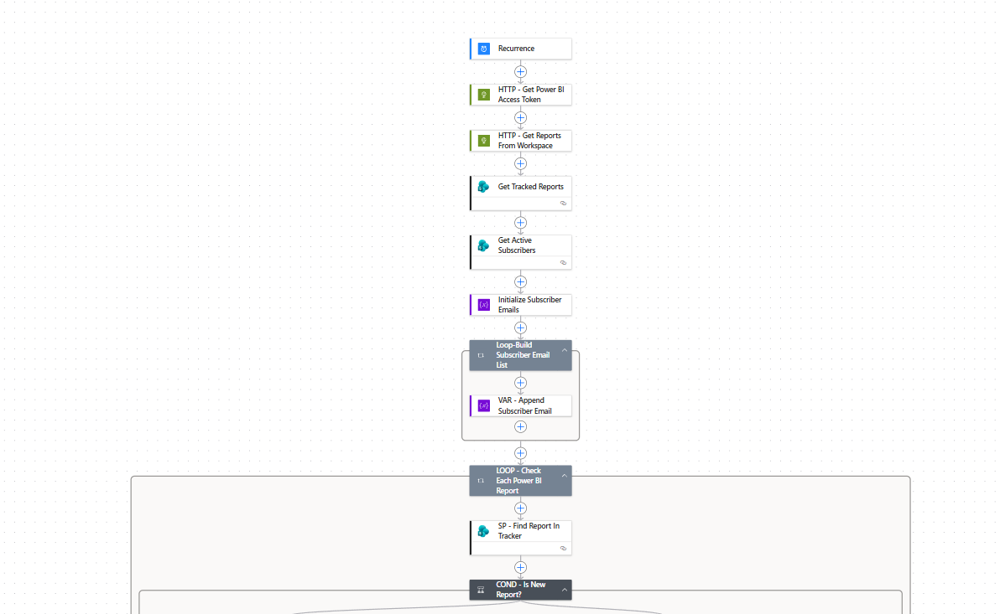 Recurrence
HTTP - Get Power BI
Access Token
HTTP - Get Reports
From Workspace
Get Tracked Reports
Get Active
Subscribers
Initialize Subscriber
Emails
Loop-Build
Subscriber Email
List
VAR - Append
Subscriber Email
LOOP - Check
Each Power BI
Report
SP - Find Report In
Tracker
COND - Is New
Report?